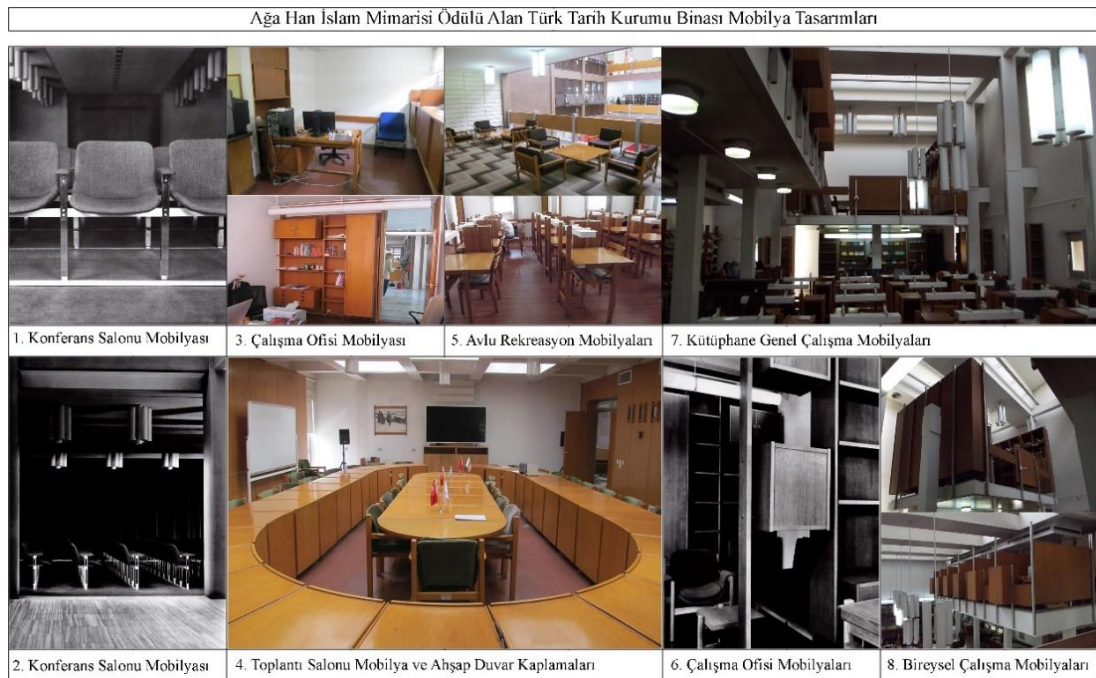 Ağa Han İslam Mimarisi Ödülü Alan Türk Tarih Kurumu Binası Mobilya Tasarımları
1. Konferans Salonu Mobilyası
3. Çalışma Ofisi Mobilyası
5. Avlu Rekreasyon Mobilyaları
7. Kütüphane Genel Çalışma Mobilyaları
2. Konferans Salonu Mobilyası
4. Toplantı Salonu Mobilya ve Ahşap Duvar Kaplamaları
6. Çalışma Ofisi Mobilyaları
8. Bireysel Çalışma Mobilyaları